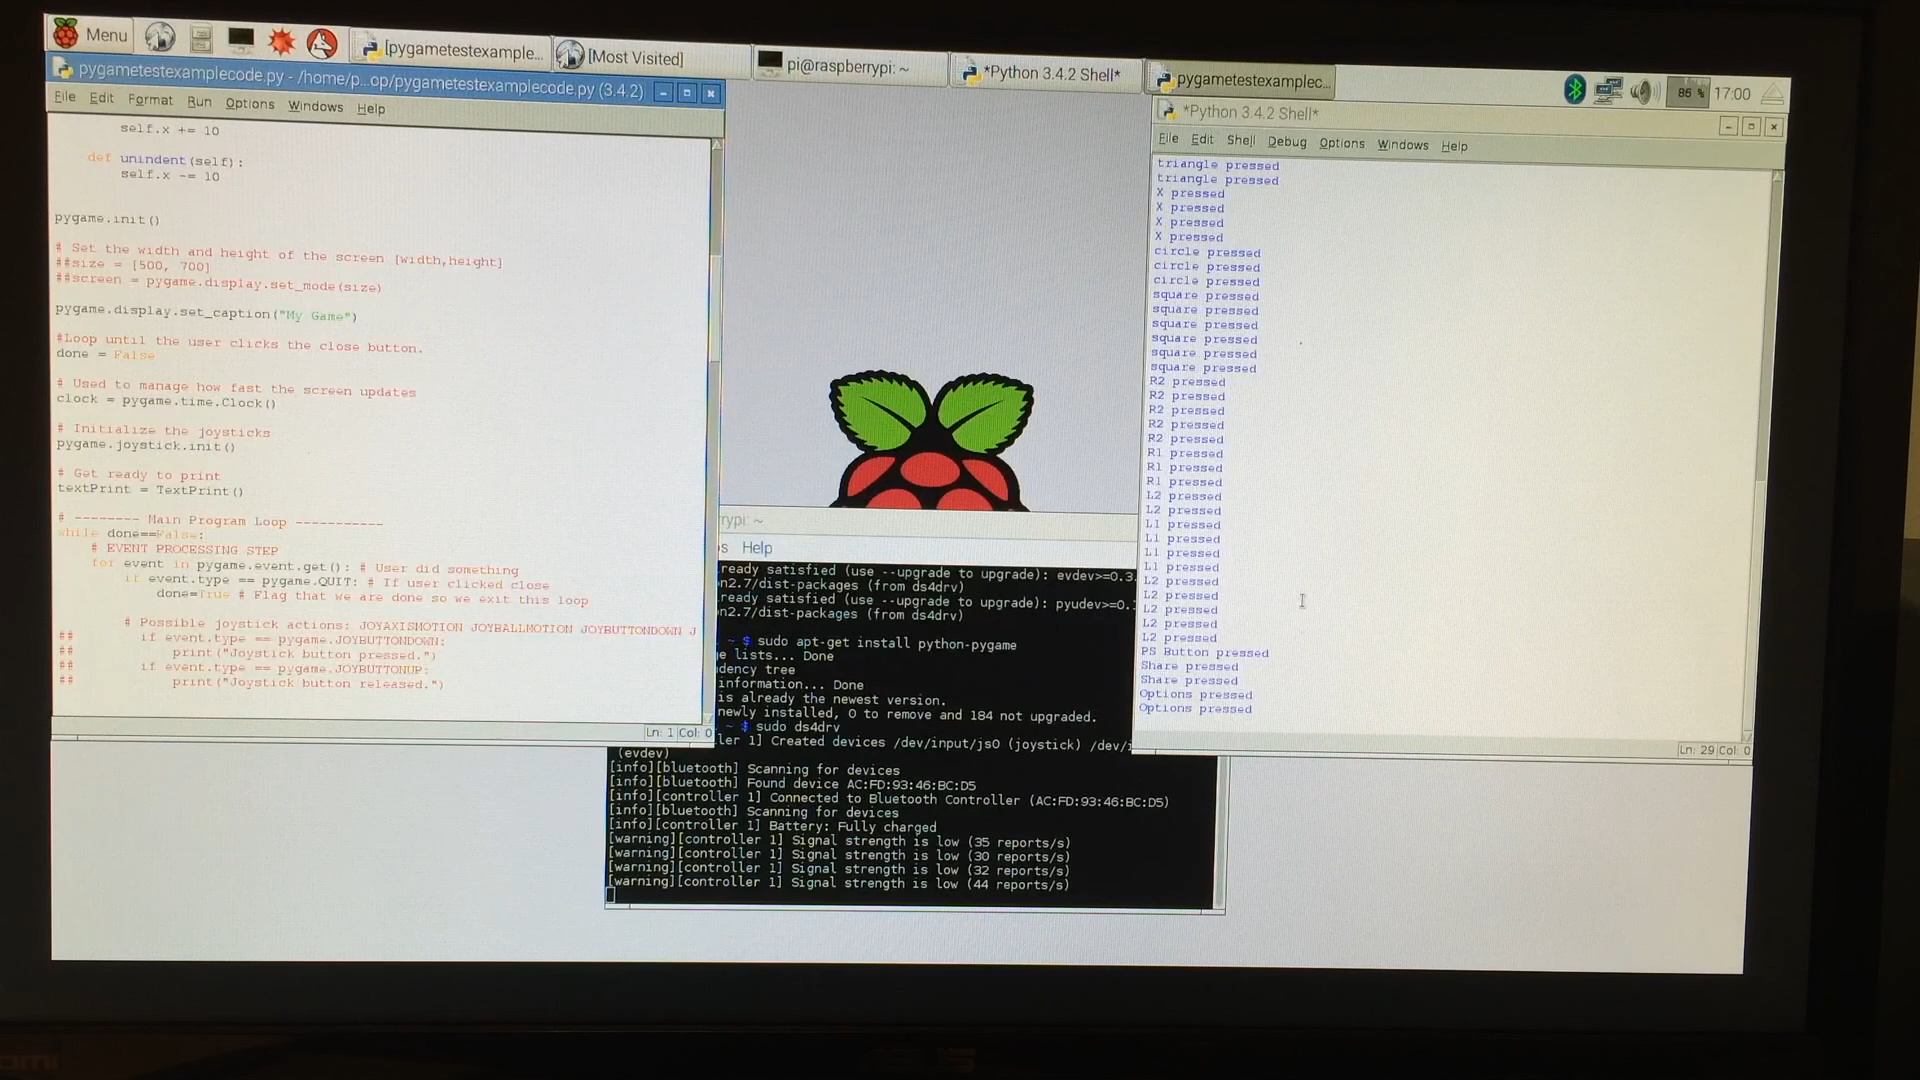 Menu
[pygametestexample...
[Most Visited]
pi@raspberrypi: ~
*Python 3.4.2 Shell*
pygametestexamplec...
86 %
17:00
pygametestexamplecode.py - /home/p...op/pygametestexamplecode.py (3.4.2)
File Edit Format Run Options Windows Help
self.x += 10
def unindent(self):
self.x -= 10
pygame.init()
# Set the width and height of the screen [width,height]
##size = [500, 700]
##screen = pygame.display.set_mode(size)
pygame.display.set_caption("My Game")
#Loop until the user clicks the close button.
done = False
# Used to manage how fast the screen updates
clock = pygame.time.Clock()
# Initialize the joysticks
pygame.joystick.init()
# Get ready to print
textPrint = TextPrint()
# -------- Main Program Loop -----------
while done==False:
# EVENT PROCESSING STEP
for event in pygame.event.get(): # User did something
if event.type == pygame.QUIT: # If user clicked close
done=True # Flag that we are done so we exit this loop
# Possible joystick actions: JOYAXISMOTION JOYBALLMOTION JOYBUTTONDOWN J
## if event.type == pygame.JOYBUTTONDOWN:
## print("Joystick button pressed.")
## if event.type == pygame.JOYBUTTONUP:
## print("Joystick button released.")
Ln: 1 Col: 0
rrypi: ~
s Help
ready satisfied (use --upgrade to upgrade): evdev>=0.3.
n2.7/dist-packages (from ds4drv)
ready satisfied (use --upgrade to upgrade): pyudev>=0.
n2.7/dist-packages (from ds4drv)
~ $ sudo apt-get install python-pygame
e lists... Done
dency tree
information... Done
is already the newest version.
newly installed, 0 to remove and 184 not upgraded.
~ $ sudo ds4drv
ler 1] Created devices /dev/input/js0 (joystick) /dev/i
(evdev)
[info][bluetooth] Scanning for devices
[info][bluetooth] Found device AC:FD:93:46:BC:D5
[info][controller 1] Connected to Bluetooth Controller (AC:FD:93:46:BC:D5)
[info][bluetooth] Scanning for devices
[info][controller 1] Battery: Fully charged
[warning][controller 1] Signal strength is low (35 reports/s)
[warning][controller 1] Signal strength is low (30 reports/s)
[warning][controller 1] Signal strength is low (32 reports/s)
[warning][controller 1] Signal strength is low (44 reports/s)
*Python 3.4.2 Shell*
File Edit Shell Debug Options Windows Help
triangle pressed
triangle pressed
X pressed
X pressed
X pressed
X pressed
circle pressed
circle pressed
circle pressed
square pressed
square pressed
square pressed
square pressed
square pressed
square pressed
R2 pressed
R2 pressed
R2 pressed
R2 pressed
R2 pressed
R1 pressed
R1 pressed
R1 pressed
L2 pressed
L2 pressed
L1 pressed
L1 pressed
L1 pressed
L1 pressed
L2 pressed
L2 pressed
L2 pressed
L2 pressed
L2 pressed
PS Button pressed
Share pressed
Share pressed
Options pressed
Options pressed
Ln: 29 Col: 0